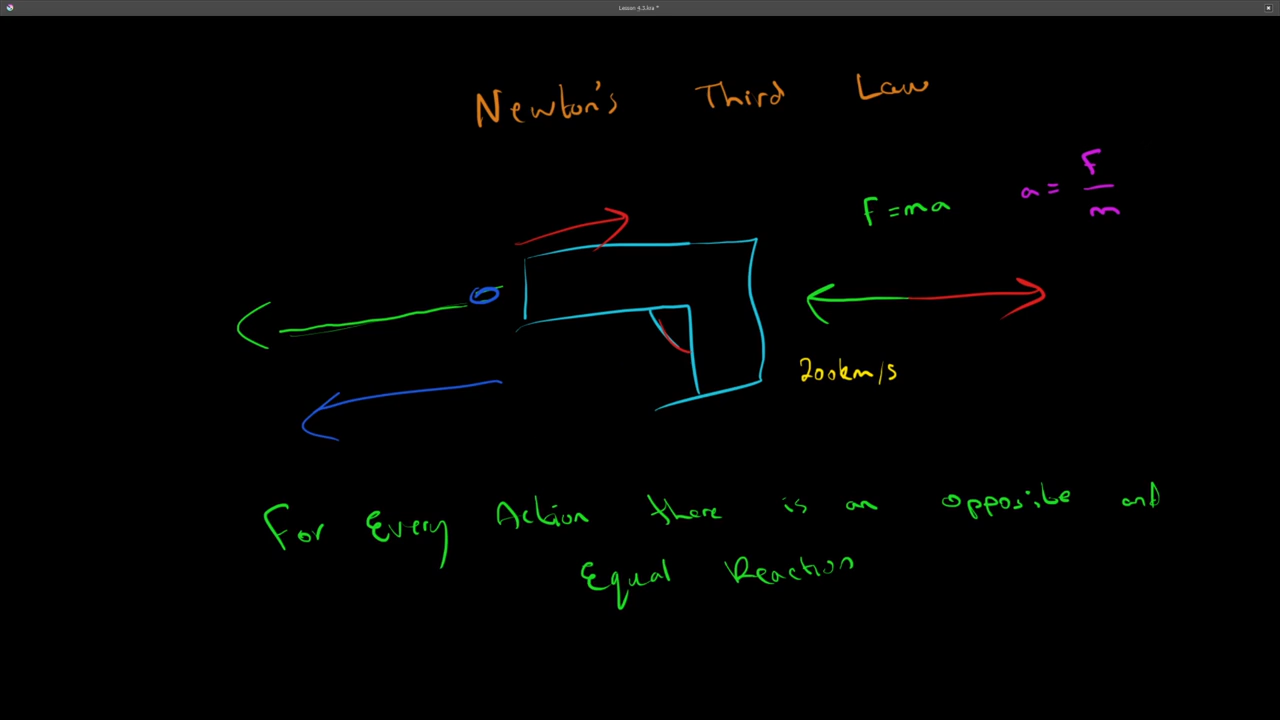 Lesson 4.3.kra *
Newton's Third Law
F = ma
a = F/m
200km/s
For Every Action there is an opposite and
Equal Reaction